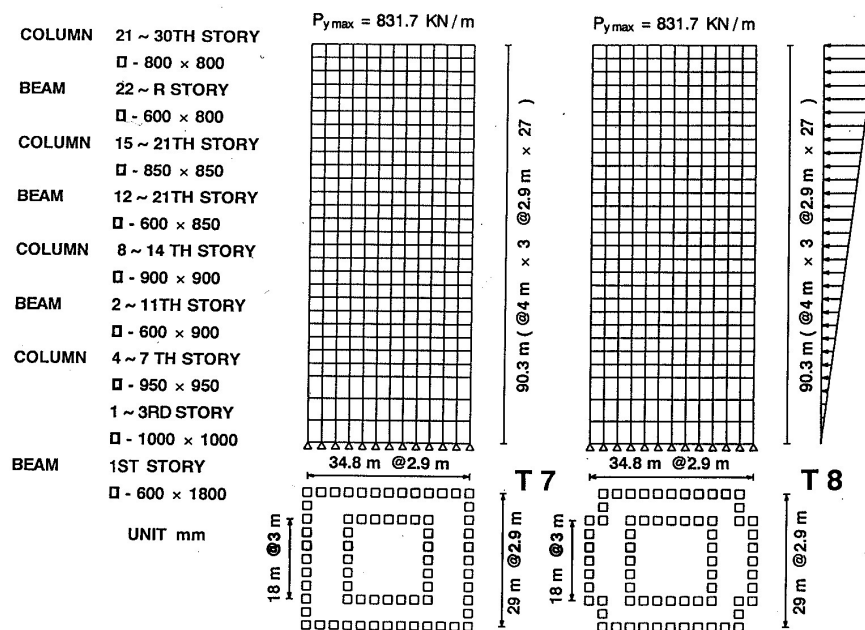 COLUMN 21 ~ 30TH STORY
□ - 800 × 800
BEAM 22 ~ R STORY
□ - 600 × 800
COLUMN 15 ~ 21TH STORY
□ - 850 × 850
BEAM 12 ~ 21TH STORY
□ - 600 × 850
COLUMN 8 ~ 14 TH STORY
□ - 900 × 900
BEAM 2 ~ 11TH STORY
□ - 600 × 900
COLUMN 4 ~ 7 TH STORY
□ - 950 × 950
1 ~ 3RD STORY
□ - 1000 × 1000
BEAM 1ST STORY
□ - 600 × 1800
UNIT mm
P y max = 831.7 KN / m
90.3 m ( @4 m × 3 @2.9 m × 27 )
34.8 m @2.9 m
T 7
18 m @3 m
29 m @2.9 m
P y max = 831.7 KN / m
90.3 m ( @4 m × 3 @2.9 m × 27 )
34.8 m @2.9 m
T 8
18 m @3 m
29 m @2.9 m